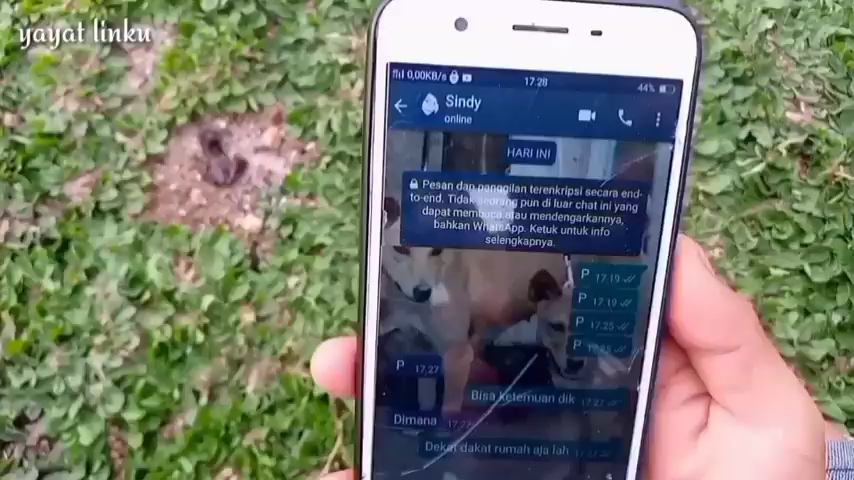 yayat linku
0,00KB/s 17.28 44%
Sindy
online
HARI INI
Pesan dan panggilan terenkripsi secara end-
to-end. Tidak seorang pun di luar chat ini yang
dapat membuca atau mendengarkannya,
bahkan WhatsApp. Ketuk untuk info
selengkapnya.
P 17.19
P 17.19
P 17.25
P
P 17.27
Bisa ketemuan dik 17.27
Dimana 17.27
Dekat dakat rumah aja lah